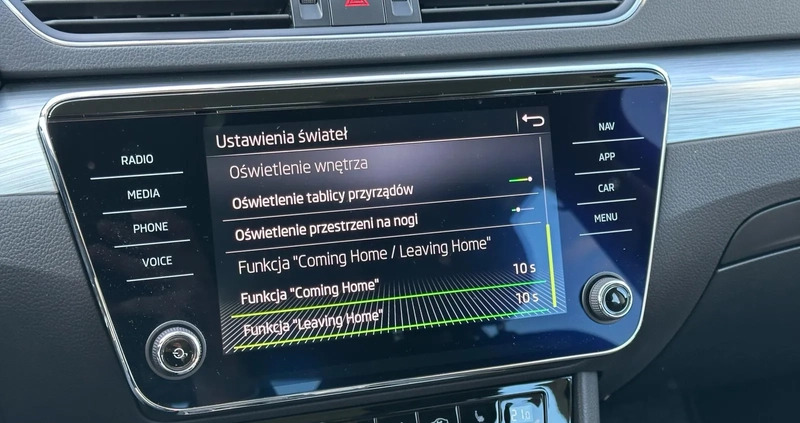 RADIO
MEDIA
PHONE
VOICE
Ustawienia świateł
Oświetlenie wnętrza
Oświetlenie tablicy przyrządów
Oświetlenie przestrzeni na nogi
Funkcja "Coming Home / Leaving Home"
Funkcja "Coming Home" 10 s
Funkcja "Leaving Home" 10 s
NAV
APP
CAR
MENU